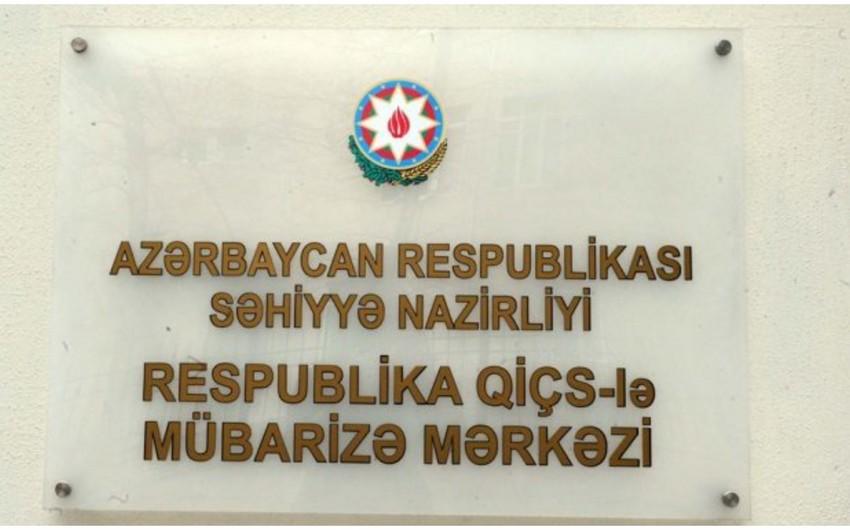 AZƏRBAYCAN RESPUBLİKASI
SƏHİYYƏ NAZİRLİYİ
RESPUBLİKA QİÇS-lə
MÜBARİZƏ MƏRKƏZİ